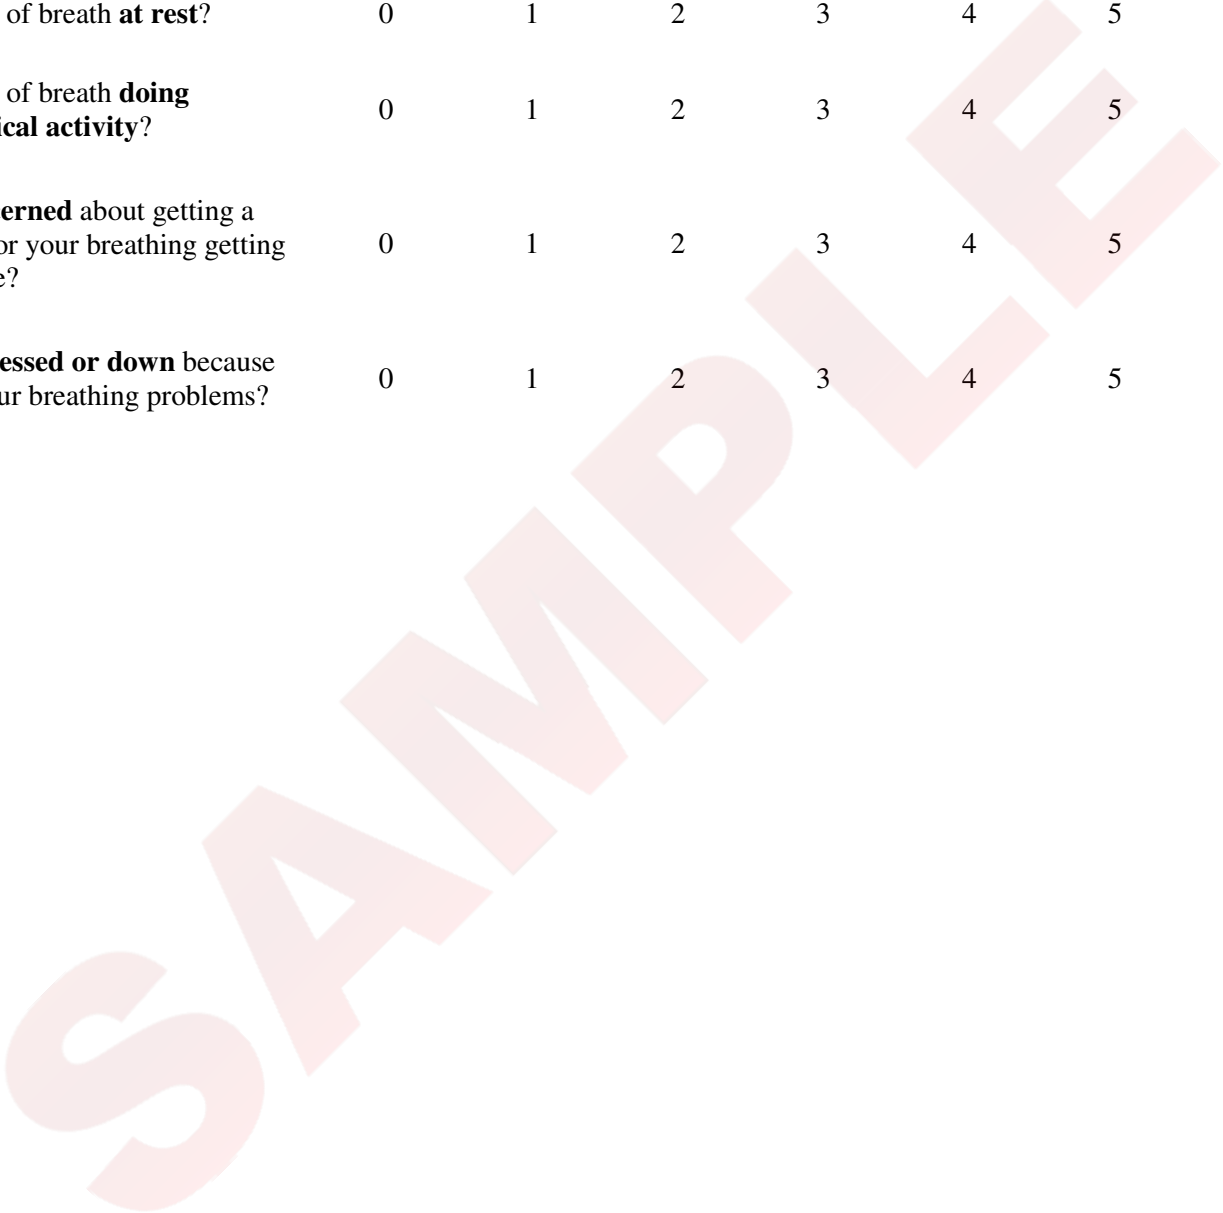 of breath at rest? 0 1 2 3 4 5
of breath doing
ical activity? 0 1 2 3 4 5
erned about getting a
or your breathing getting 0 1 2 3 4 5
e?
essed or down because
ur breathing problems? 0 1 2 3 4 5
SAMPLE